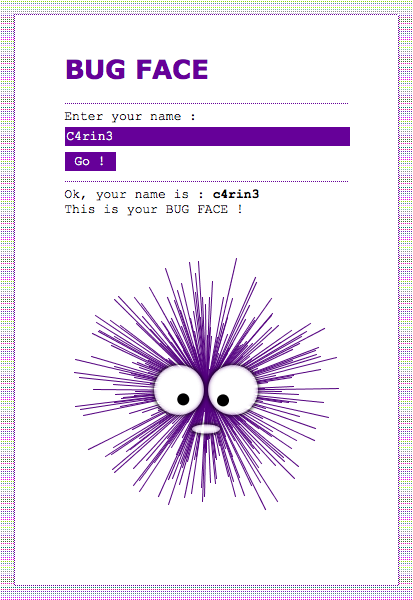 BUG FACE
Enter your name :
C4rin3
Go !
Ok, your name is : c4rin3
This is your BUG FACE !